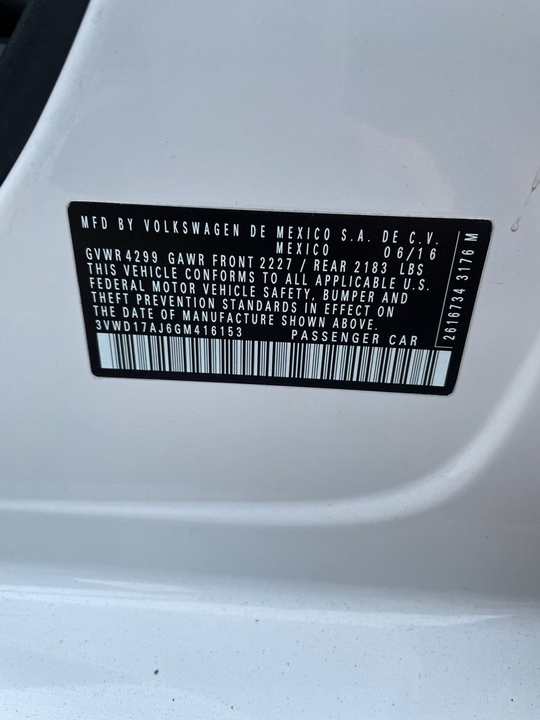 MFD BY VOLKSWAGEN DE MEXICO S.A. DE C.V.
MEXICO 06/16
GVWR 4299 GAWR FRONT 2227 / REAR 2183 LBS
THIS VEHICLE CONFORMS TO ALL APPLICABLE U.S.
FEDERAL MOTOR VEHICLE SAFETY, BUMPER AND
THEFT PREVENTION STANDARDS IN EFFECT ON
THE DATE OF MANUFACTURE SHOWN ABOVE.
3VWD17AJ6GM416153 PASSENGER CAR
2616734 3176 M